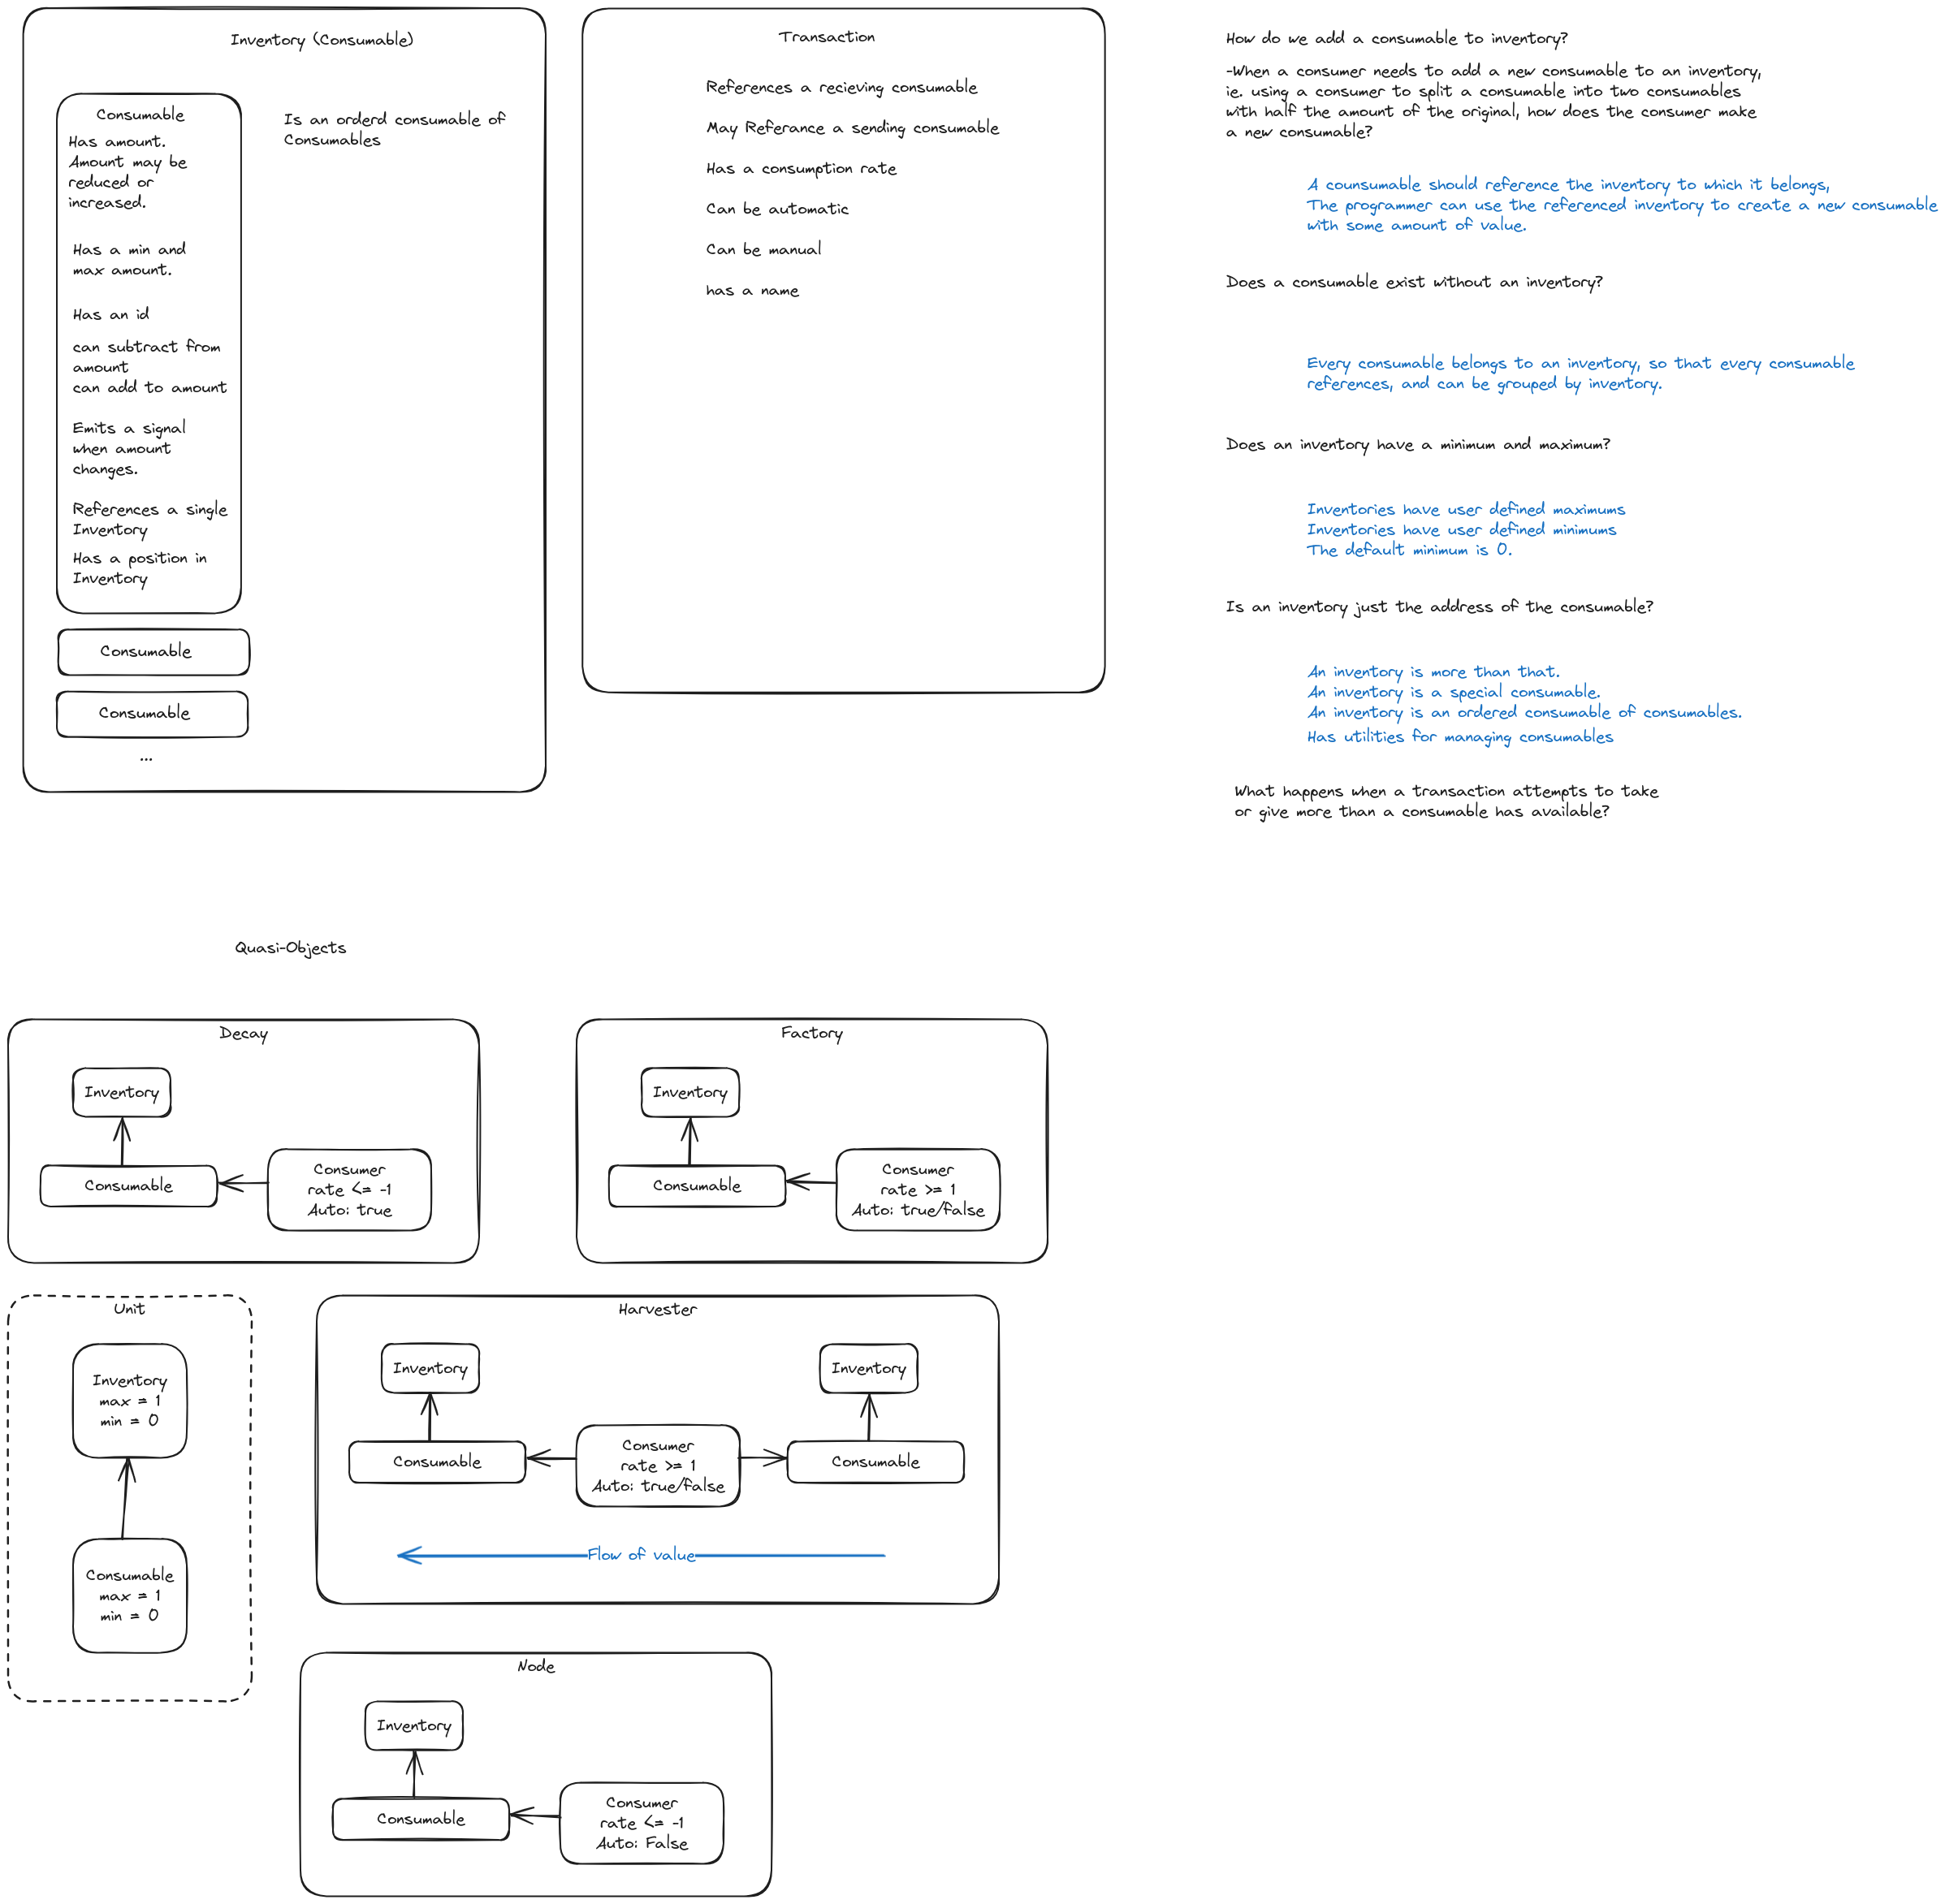 Inventory (Consumable)
Consumable
Has amount.
Amount may be
reduced or
increased.
Has a min and
max amount.
Has an id
can subtract from
amount
can add to amount
Emits a signal
when amount
changes.
References a single
Inventory
Has a position in
Inventory
Consumable
Consumable
...
Is an orderd consumable of
Consumables
Transaction
References a recieving consumable
May Referance a sending consumable
Has a consumption rate
Can be automatic
Can be manual
has a name
How do we add a consumable to inventory?
-When a consumer needs to add a new consumable to an inventory,
ie. using a consumer to split a consumable into two consumables
with half the amount of the original, how does the consumer make
a new consumable?
A counsumable should reference the inventory to which it belongs,
The programmer can use the referenced inventory to create a new consumable
with some amount of value.
Does a consumable exist without an inventory?
Every consumable belongs to an inventory, so that every consumable
references, and can be grouped by inventory.
Does an inventory have a minimum and maximum?
Inventories have user defined maximums
Inventories have user defined minimums
The default minimum is 0.
Is an inventory just the address of the consumable?
An inventory is more than that.
An inventory is a special consumable.
An inventory is an ordered consumable of consumables.
Has utilities for managing consumables
What happens when a transaction attempts to take
or give more than a consumable has available?
Quasi-Objects
Decay
Inventory
Consumable
Consumer
rate <= -1
Auto: true
Factory
Inventory
Consumable
Consumer
rate >= 1
Auto: true/false
Unit
Inventory
max = 1
min = 0
Consumable
max = 1
min = 0
Harvester
Inventory
Inventory
Consumable
Consumer
rate >= 1
Auto: true/false
Consumable
Flow of value
Node
Inventory
Consumable
Consumer
rate <= -1
Auto: False